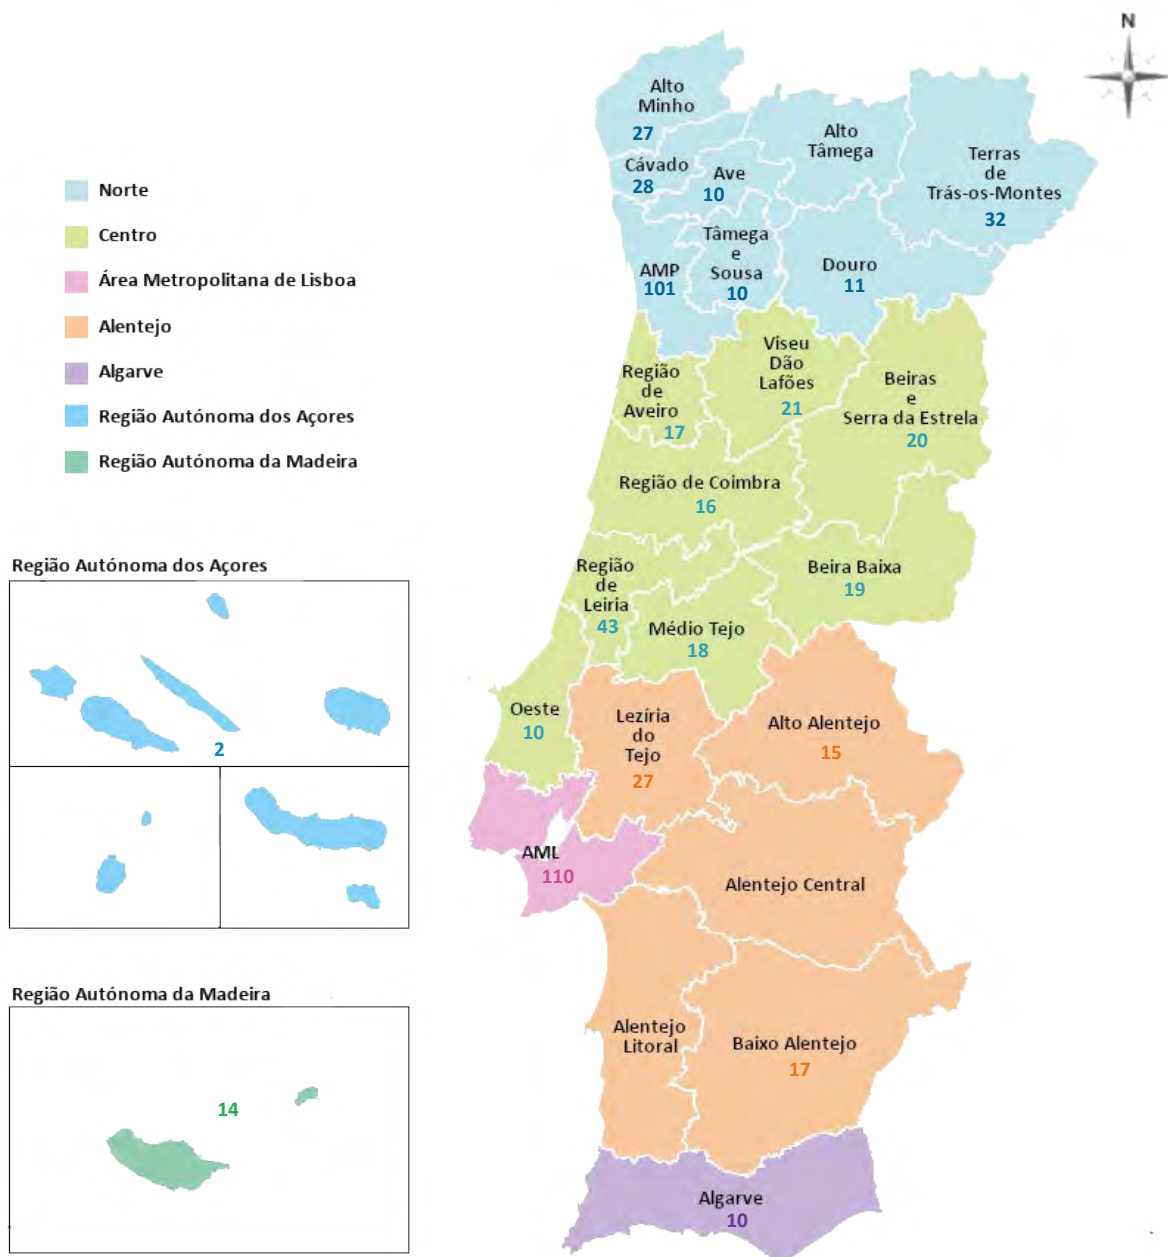 N
Norte
Centro
Área Metropolitana de Lisboa
Alentejo
Algarve
Região Autónoma dos Açores
Região Autónoma da Madeira
Alto
Minho
27
Cávado
28
Ave
10
Alto
Tâmega
Terras
de
Trás-os-Montes
32
AMP
101
Tâmega
e
Sousa
10
Douro
11
Região
de
Aveiro
17
Viseu
Dão
Lafões
21
Beiras
e
Serra da Estrela
20
Região de Coimbra
16
Região
de
Leiria
43
Médio Tejo
18
Beira Baixa
19
Oeste
10
Lezíria
do
Tejo
27
Alto Alentejo
15
AML
110
Alentejo Central
Alentejo
Litoral
Baixo Alentejo
17
Algarve
10
Região Autónoma dos Açores
2
Região Autónoma da Madeira
14